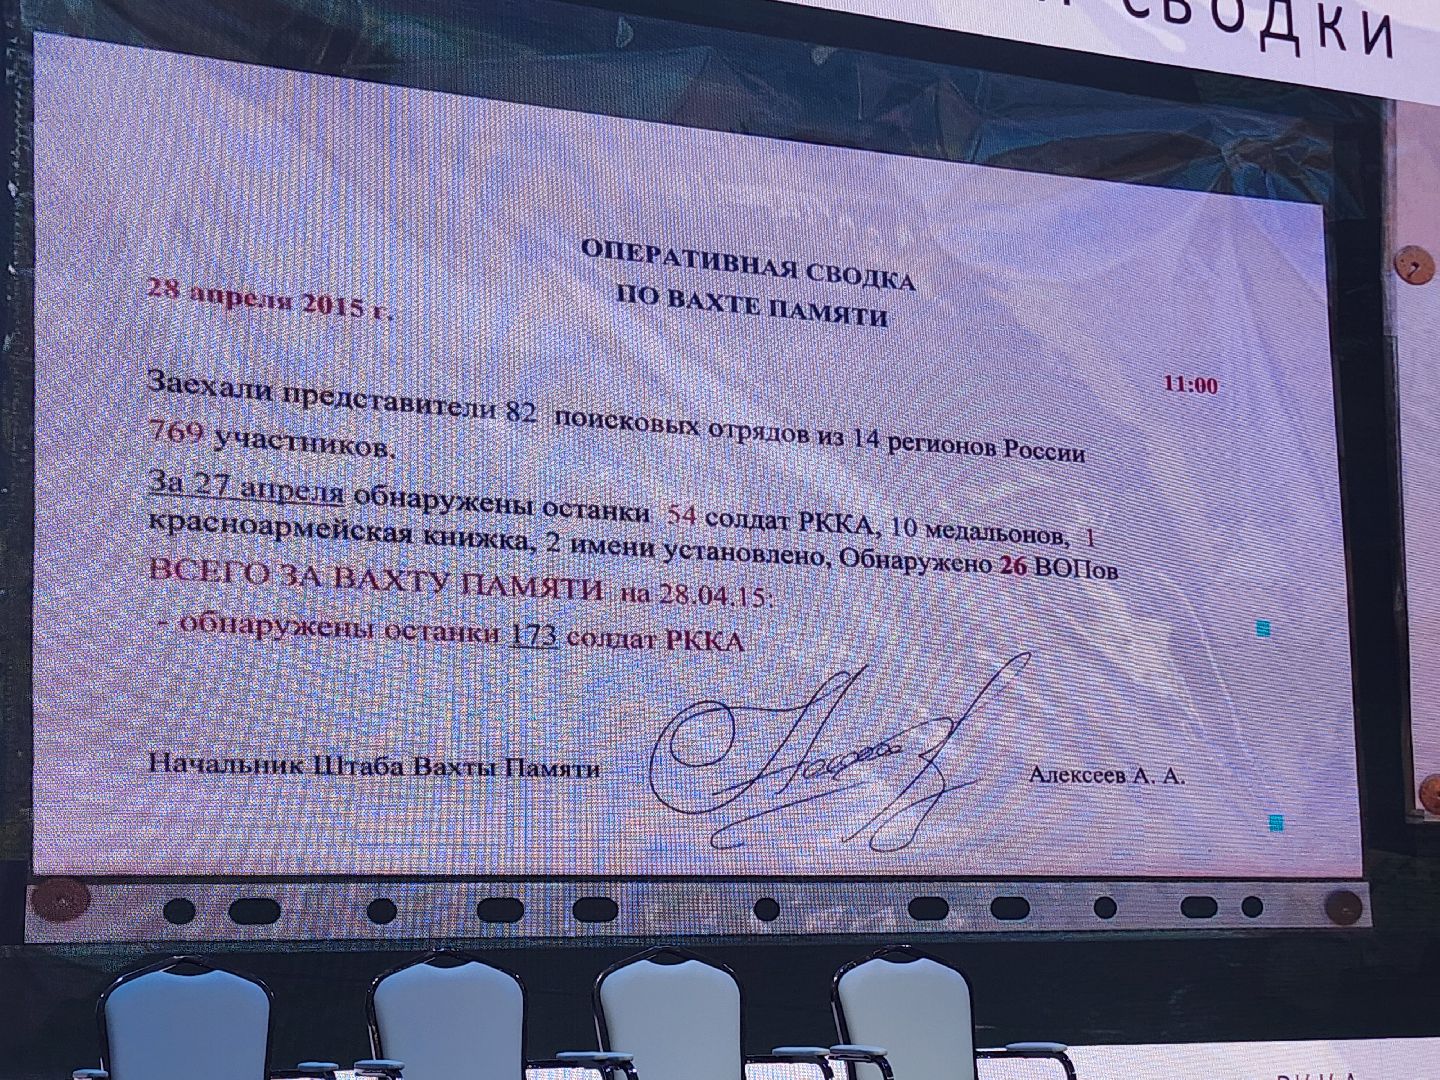 СВОДКИ
ОПЕРАТИВНАЯ СВОДКА
ПО ВАХТЕ ПАМЯТИ
28 апреля 2015 г.
11:00
Заехали представители 82 поисковых отрядов из 14 регионов России
769 участников.
За 27 апреля обнаружены останки 54 солдат РККА, 10 медальонов, 1
красноармейская книжка, 2 имени установлено, Обнаружено 26 ВОПов
ВСЕГО ЗА ВАХТУ ПАМЯТИ на 28.04.15:
- обнаружены останки 173 солдат РККА
Начальник Штаба Вахты Памяти
Алексеев А. А.